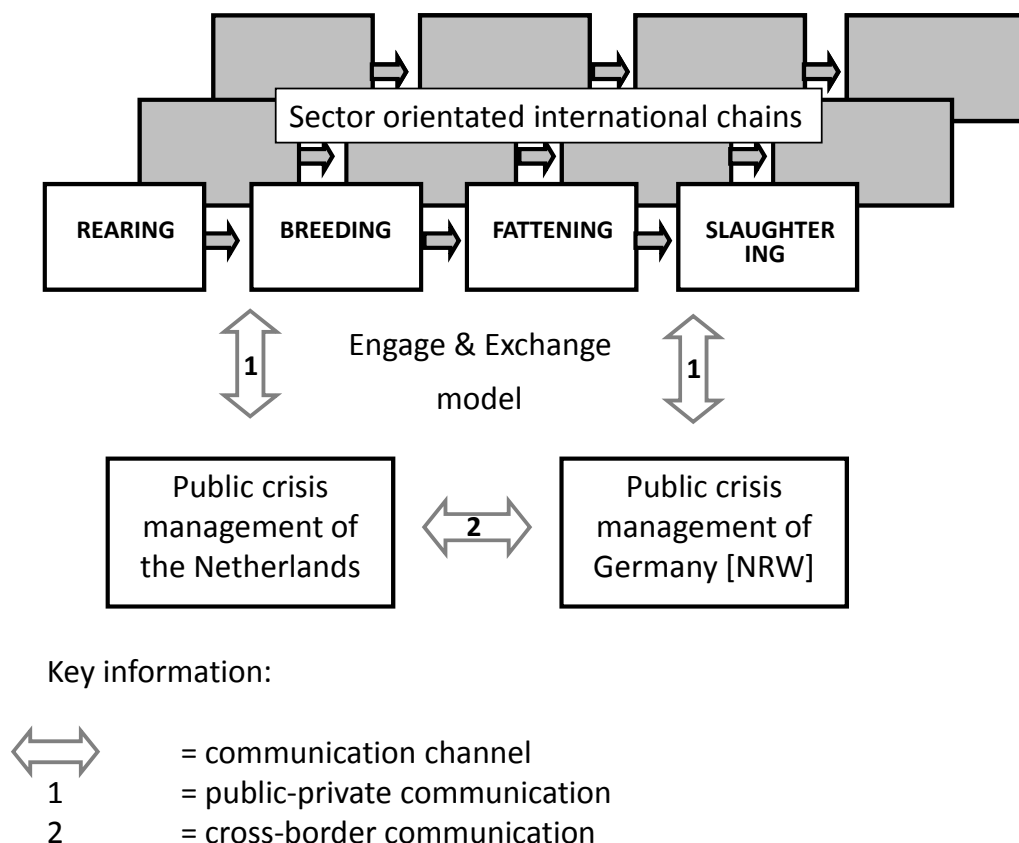 Sector orientated international chains
REARING
BREEDING
FATTENING
SLAUGHTER
ING
Engage & Exchange
model
1
1
Public crisis
management of
the Netherlands
2
Public crisis
management of
Germany [NRW]
Key information:
= communication channel
1 = public-private communication
2 = cross-border communication